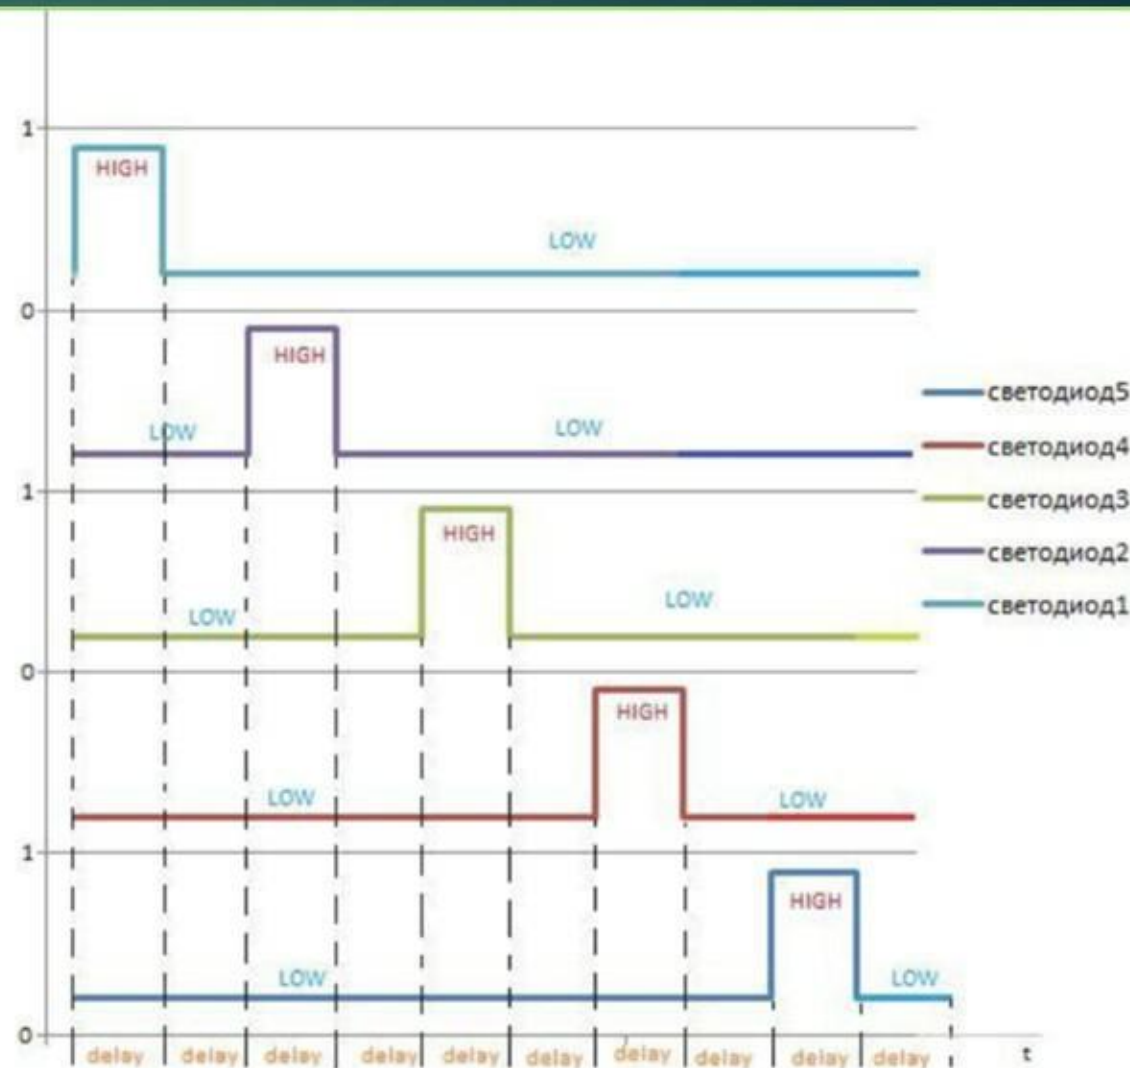 1
HIGH
LOW
0
HIGH
LOW
LOW
светодиод5
светодиод4
1
светодиод3
HIGH
светодиод2
LOW
LOW
светодиод1
0
HIGH
LOW
LOW
1
HIGH
LOW
LOW
0
delay delay delay delay delay delay delay delay delay delay t